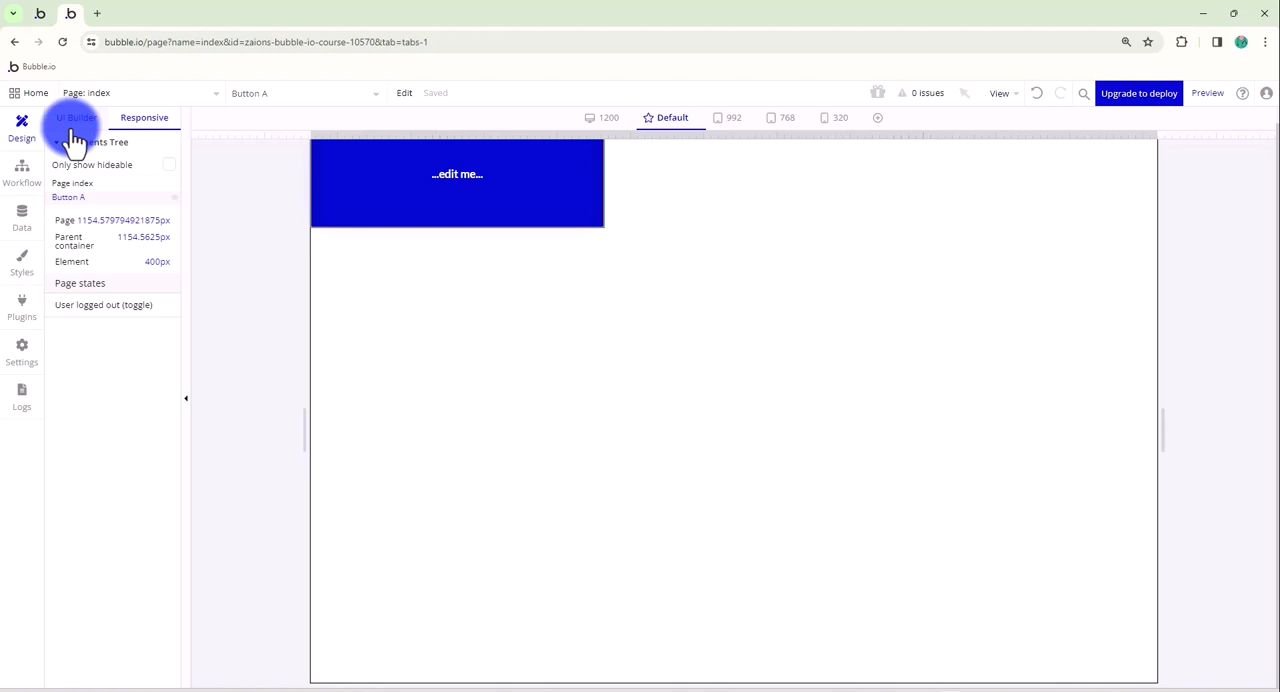 bubble.io/page?name=index&id=zaions-bubble-io-course-10570&tab=tabs-1
Bubble.io
Home Page: index Button A Edit Saved 0 issues View Upgrade to deploy Preview
UI Builder Responsive 1200 Default 992 768 320
Design
Workflow
Data
Styles
Plugins
Settings
Logs
ments Tree
Only show hideable
Page index
Button A
Page 1154.579794921875px
Parent container 1154.5625px
Element 400px
Page states
User logged out (toggle)
...edit me...